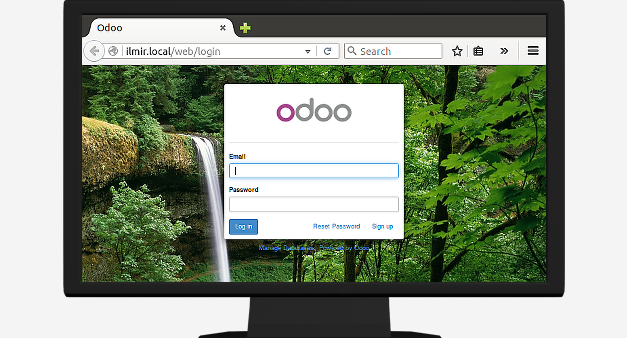 Odoo
ilmir.local/web/login
Search
odoo
Email
Password
Log in Reset Password Sign up
Manage Databases Powered by Odoo